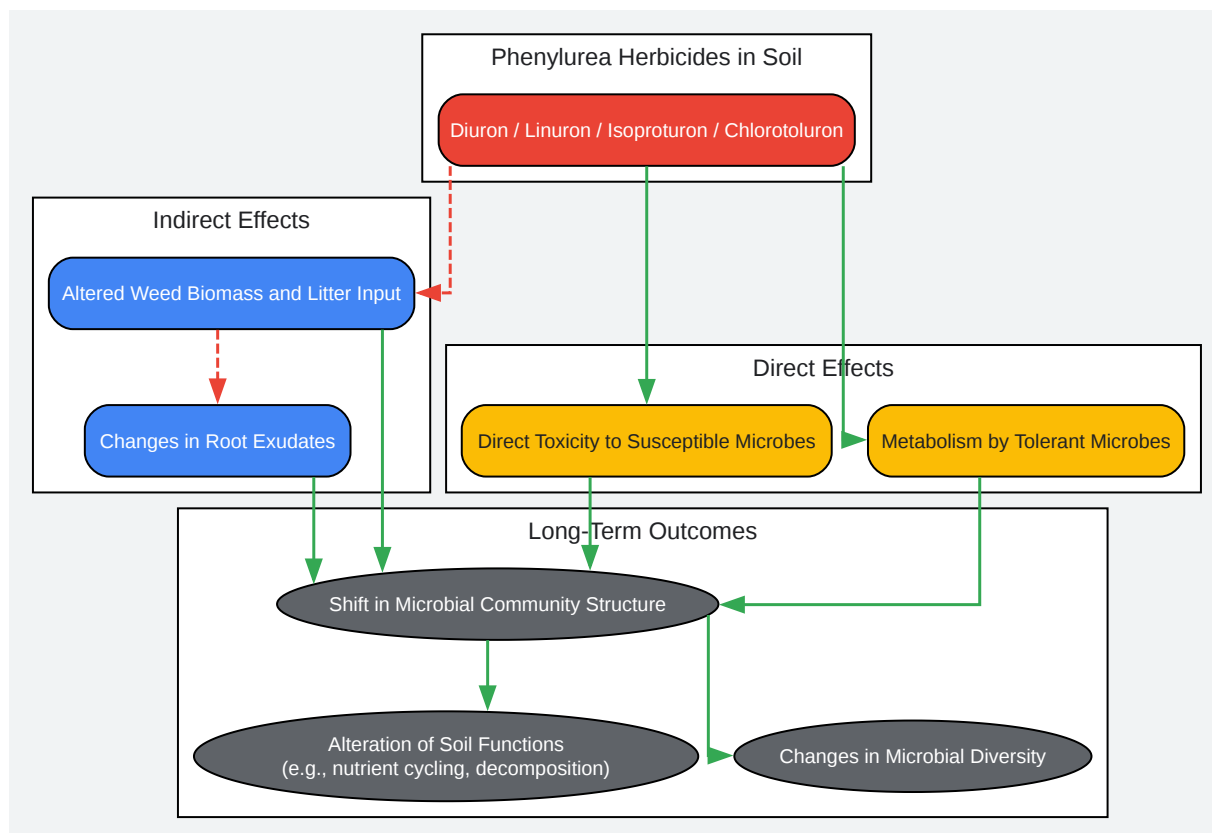 Phenylurea Herbicides in Soil
Diuron / Linuron / Isoproturon / Chlorotoluron
Indirect Effects
Altered Weed Biomass and Litter Input
Changes in Root Exudates
Direct Effects
Direct Toxicity to Susceptible Microbes
Metabolism by Tolerant Microbes
Long-Term Outcomes
Shift in Microbial Community Structure
Alteration of Soil Functions
(e.g., nutrient cycling, decomposition)
Changes in Microbial Diversity